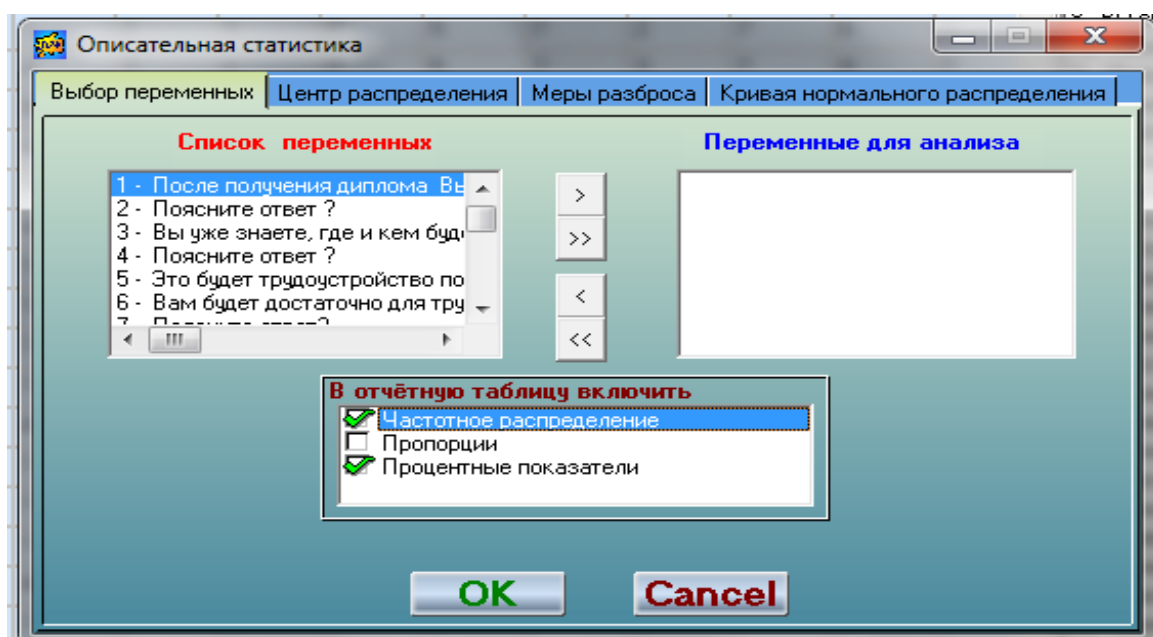 Описательная статистика
Выбор переменных Центр распределения Меры разброса Кривая нормального распределения
Список переменных Переменные для анализа
1 - После получения диплома Вы
2 - Поясните ответ ?
3 - Вы уже знаете, где и кем буд
4 - Поясните ответ ?
5 - Это будет трудоустройство по
6 - Вам будет достаточно для тру
>
>>
<
<<
В отчётную таблицу включить
Частотное распределение
Пропорции
Процентные показатели
OK Cancel